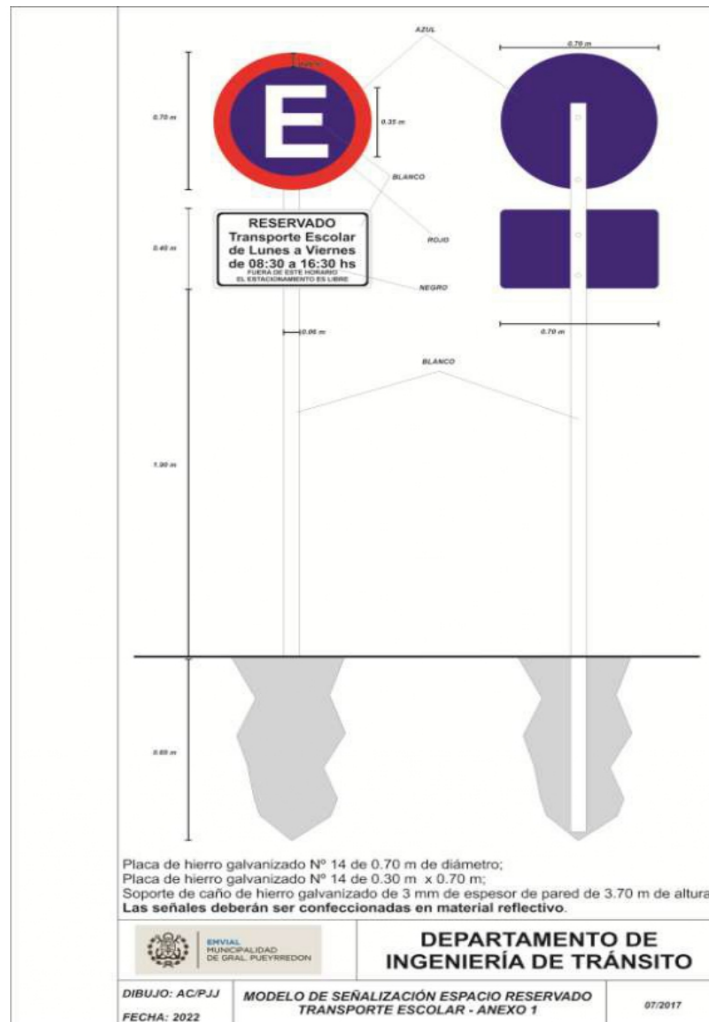 AZUL
0.70 m
0.70 m
E
0.35 m
BLANCO
0.40 m
RESERVADO
Transporte Escolar
de Lunes a Viernes
de 08:30 a 16:30 hs
FUERA DE ESTE HORARIO
EL ESTACIONAMIENTO ES LIBRE
ROJO
NEGRO
0.06 m
0.70 m
BLANCO
1.90 m
Placa de hierro galvanizado Nº 14 de 0.70 m de diámetro;
Placa de hierro galvanizado Nº 14 de 0.30 m x 0.70 m;
Soporte de caño de hierro galvanizado de 3 mm de espesor de pared de 3.70 m de altura
Las señales deberán ser confeccionadas en material reflectivo.
EMVIAL
MUNICIPALIDAD
DE GRAL. PUEYRREDON
DEPARTAMENTO DE
INGENIERÍA DE TRÁNSITO
DIBUJO: AC/PJJ
FECHA: 2022
MODELO DE SEÑALIZACIÓN ESPACIO RESERVADO
TRANSPORTE ESCOLAR - ANEXO 1
07/2017